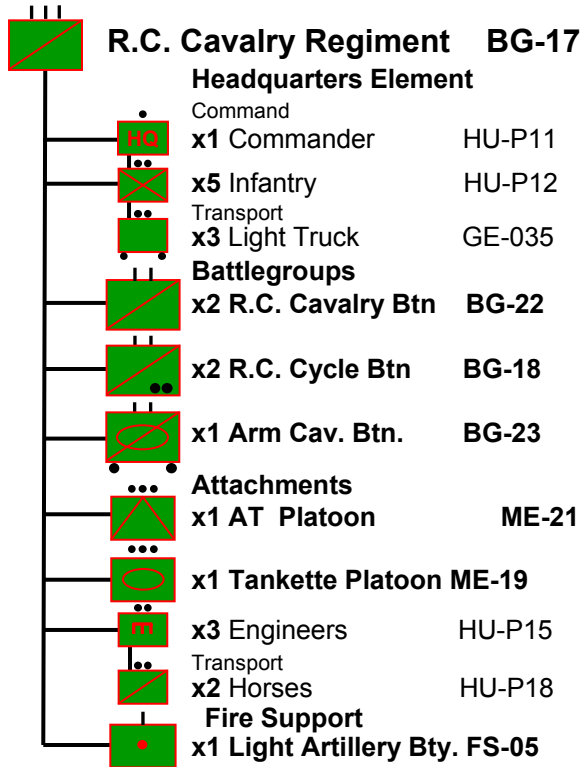 R.C. Cavalry Regiment BG-17
Headquarters Element
Command
HQ x1 Commander HU-P11
x5 Infantry HU-P12
Transport
x3 Light Truck GE-035
Battlegroups
x2 R.C. Cavalry Btn BG-22
x2 R.C. Cycle Btn BG-18
x1 Arm Cav. Btn. BG-23
Attachments
x1 AT Platoon ME-21
x1 Tankette Platoon ME-19
x3 Engineers HU-P15
Transport
x2 Horses HU-P18
Fire Support
x1 Light Artillery Bty. FS-05